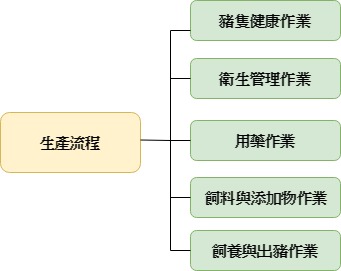 豬隻健康作業
衛生管理作業
生產流程
用藥作業
飼料與添加物作業
飼養與出豬作業